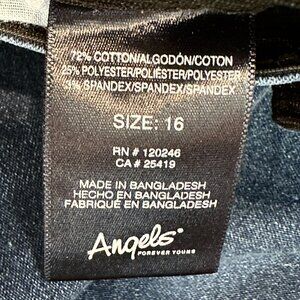 72% COTTON/ALGODÓN/COTON
25% POLYESTER/POLIÉSTER/POLYESTER
SPANDEX/SPANDEX/SPANDEX
SIZE: 16
RN # 120246
CA # 25419
MADE IN BANGLADESH
HECHO EN BANGLADESH
FABRIQUÉ EN BANGLADESH
Angels
FOREVER YOUNG